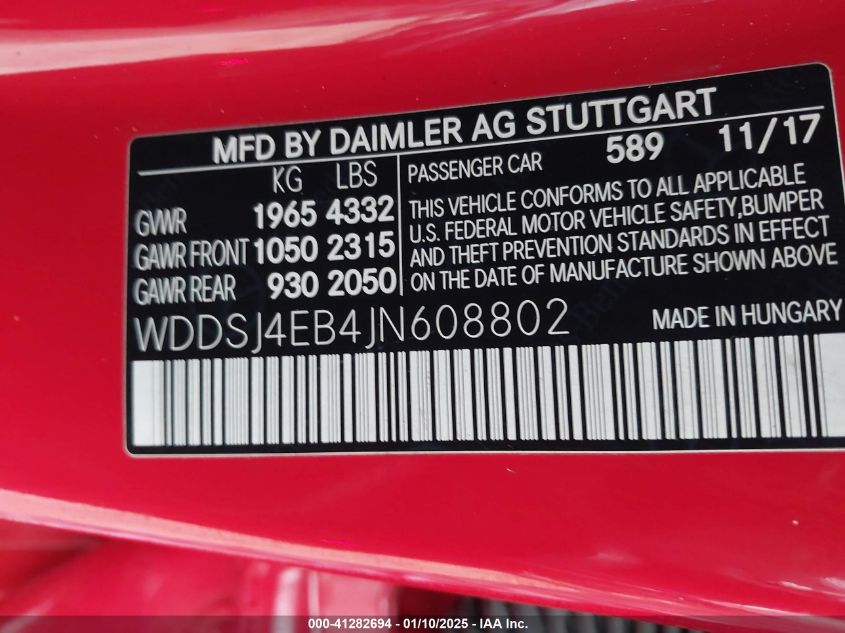 MFD BY DAIMLER AG STUTTGART
KG LBS
GVWR 1965 4332
GAWR FRONT 1050 2315
GAWR REAR 930 2050
PASSENGER CAR 589 11/17
THIS VEHICLE CONFORMS TO ALL APPLICABLE
U.S. FEDERAL MOTOR VEHICLE SAFETY,BUMPER
AND THEFT PREVENTION STANDARDS IN EFFECT
ON THE DATE OF MANUFACTURE SHOWN ABOVE
WDDSJ4EB4JN608802 MADE IN HUNGARY
000-41282694 - 01/10/2025 - IAA Inc.